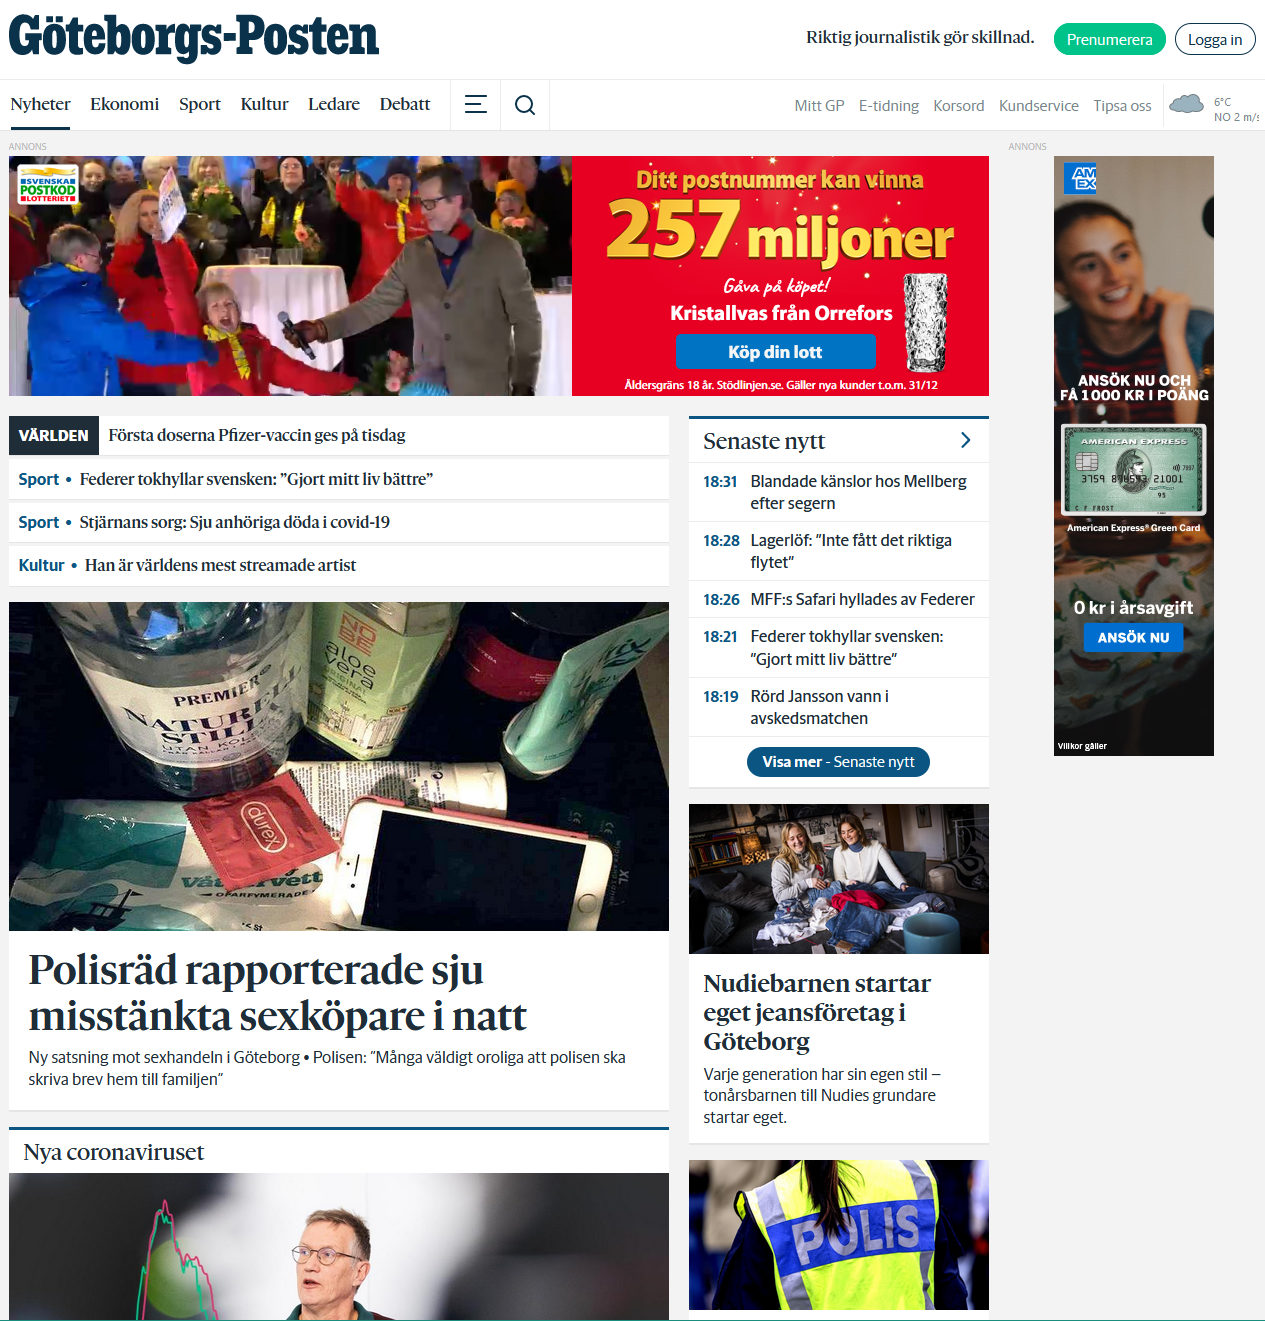 Göteborgs-Posten
Riktig journalistik gör skillnad.
Prenumerera
Logga in
Nyheter Ekonomi Sport Kultur Ledare Debatt
Mitt GP E-tidning Korsord Kundservice Tipsa oss
6°C
NO 2 m/s
ANNONS
SVENSKA
POSTKOD
LOTTERIET
Ditt postnummer kan vinna
257 miljoner
Gåva på köpet!
Kristallvas från Orrefors
Köp din lott
Åldersgräns 18 år. Stödlinjen.se. Gäller nya kunder t.o.m. 31/12
ANNONS
AM
EX
ANSÖK NU OCH
FÅ 1 000 KR I POÄNG
AMERICAN EXPRESS
21001
95
C F FROST
American Express® Green Card
0 kr i årsavgift
ANSÖK NU
Villkor gäller
VÄRLDEN Första doserna Pfizer-vaccin ges på tisdag
Sport • Federer tokhyllar svensken: ”Gjort mitt liv bättre”
Sport • Stjärnans sorg: Sju anhöriga döda i covid-19
Kultur • Han är världens mest streamade artist
Senaste nytt
18:31 Blandade känslor hos Mellberg
efter segern
18:28 Lagerlöf: ”Inte fått det riktiga
flytet”
18:26 MFF:s Safari hyllades av Federer
18:21 Federer tokhyllar svensken:
”Gjort mitt liv bättre”
18:19 Rörd Jansson vann i
avskedsmatchen
Visa mer - Senaste nytt
NO
BE
aloe
vera
ORIGINAL
PREMIER
NATURELL
STILL
UTAN
durex
Våtservett
OPARFYMERADE
XL
Polisräd rapporterade sju
misstänkta sexköpare i natt
Ny satsning mot sexhandeln i Göteborg • Polisen: ”Många väldigt oroliga att polisen ska
skriva brev hem till familjen”
Nudiebarnen startar
eget jeansföretag i
Göteborg
Varje generation har sin egen stil –
tonårsbarnen till Nudies grundare
startar eget.
Nya coronaviruset
POLIS